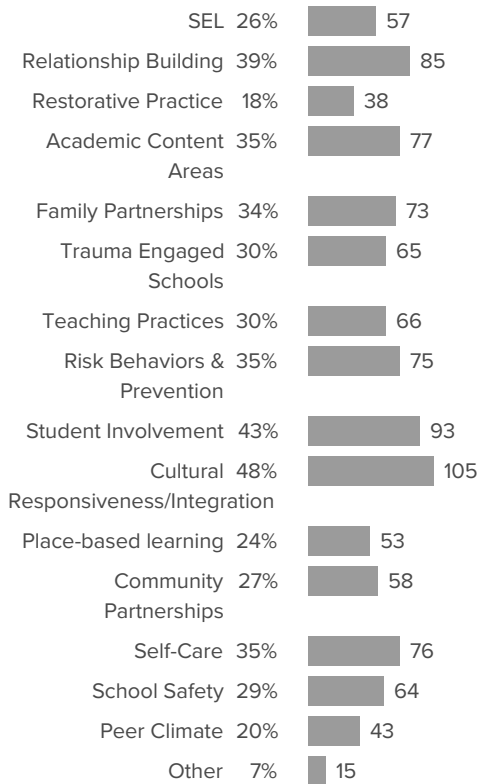 SEL 26% 57
Relationship Building 39% 85
Restorative Practice 18% 38
Academic Content 35% 77
Areas
Family Partnerships 34% 73
Trauma Engaged 30% 65
Schools
Teaching Practices 30% 66
Risk Behaviors & 35% 75
Prevention
Student Involvement 43% 93
Cultural 48% 105
Responsiveness/Integration
Place-based learning 24% 53
Community 27% 58
Partnerships
Self-Care 35% 76
School Safety 29% 64
Peer Climate 20% 43
Other 7% 15